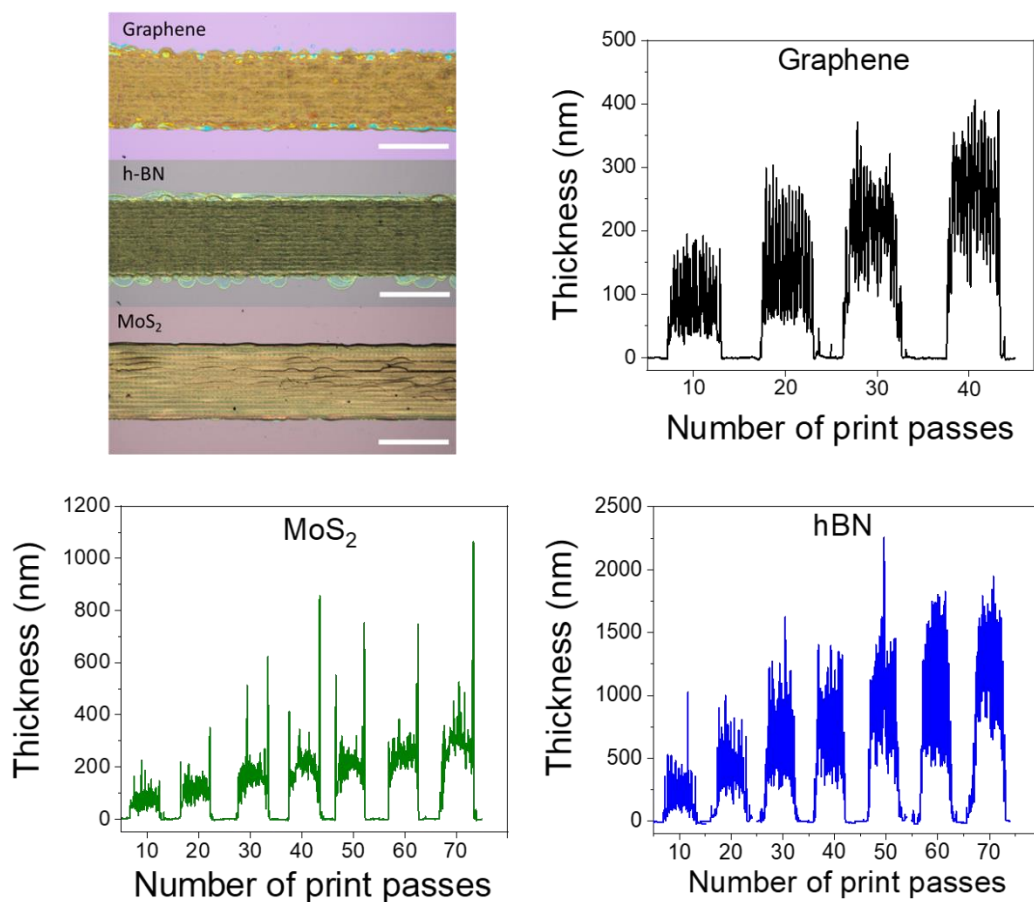 Graphene
h-BN
MoS₂
Graphene
Thickness (nm)
500
400
300
200
100
0
10 20 30 40
Number of print passes
MoS₂
Thickness (nm)
1200
1000
800
600
400
200
0
10 20 30 40 50 60 70
Number of print passes
hBN
Thickness (nm)
2500
2000
1500
1000
500
0
10 20 30 40 50 60 70
Number of print passes